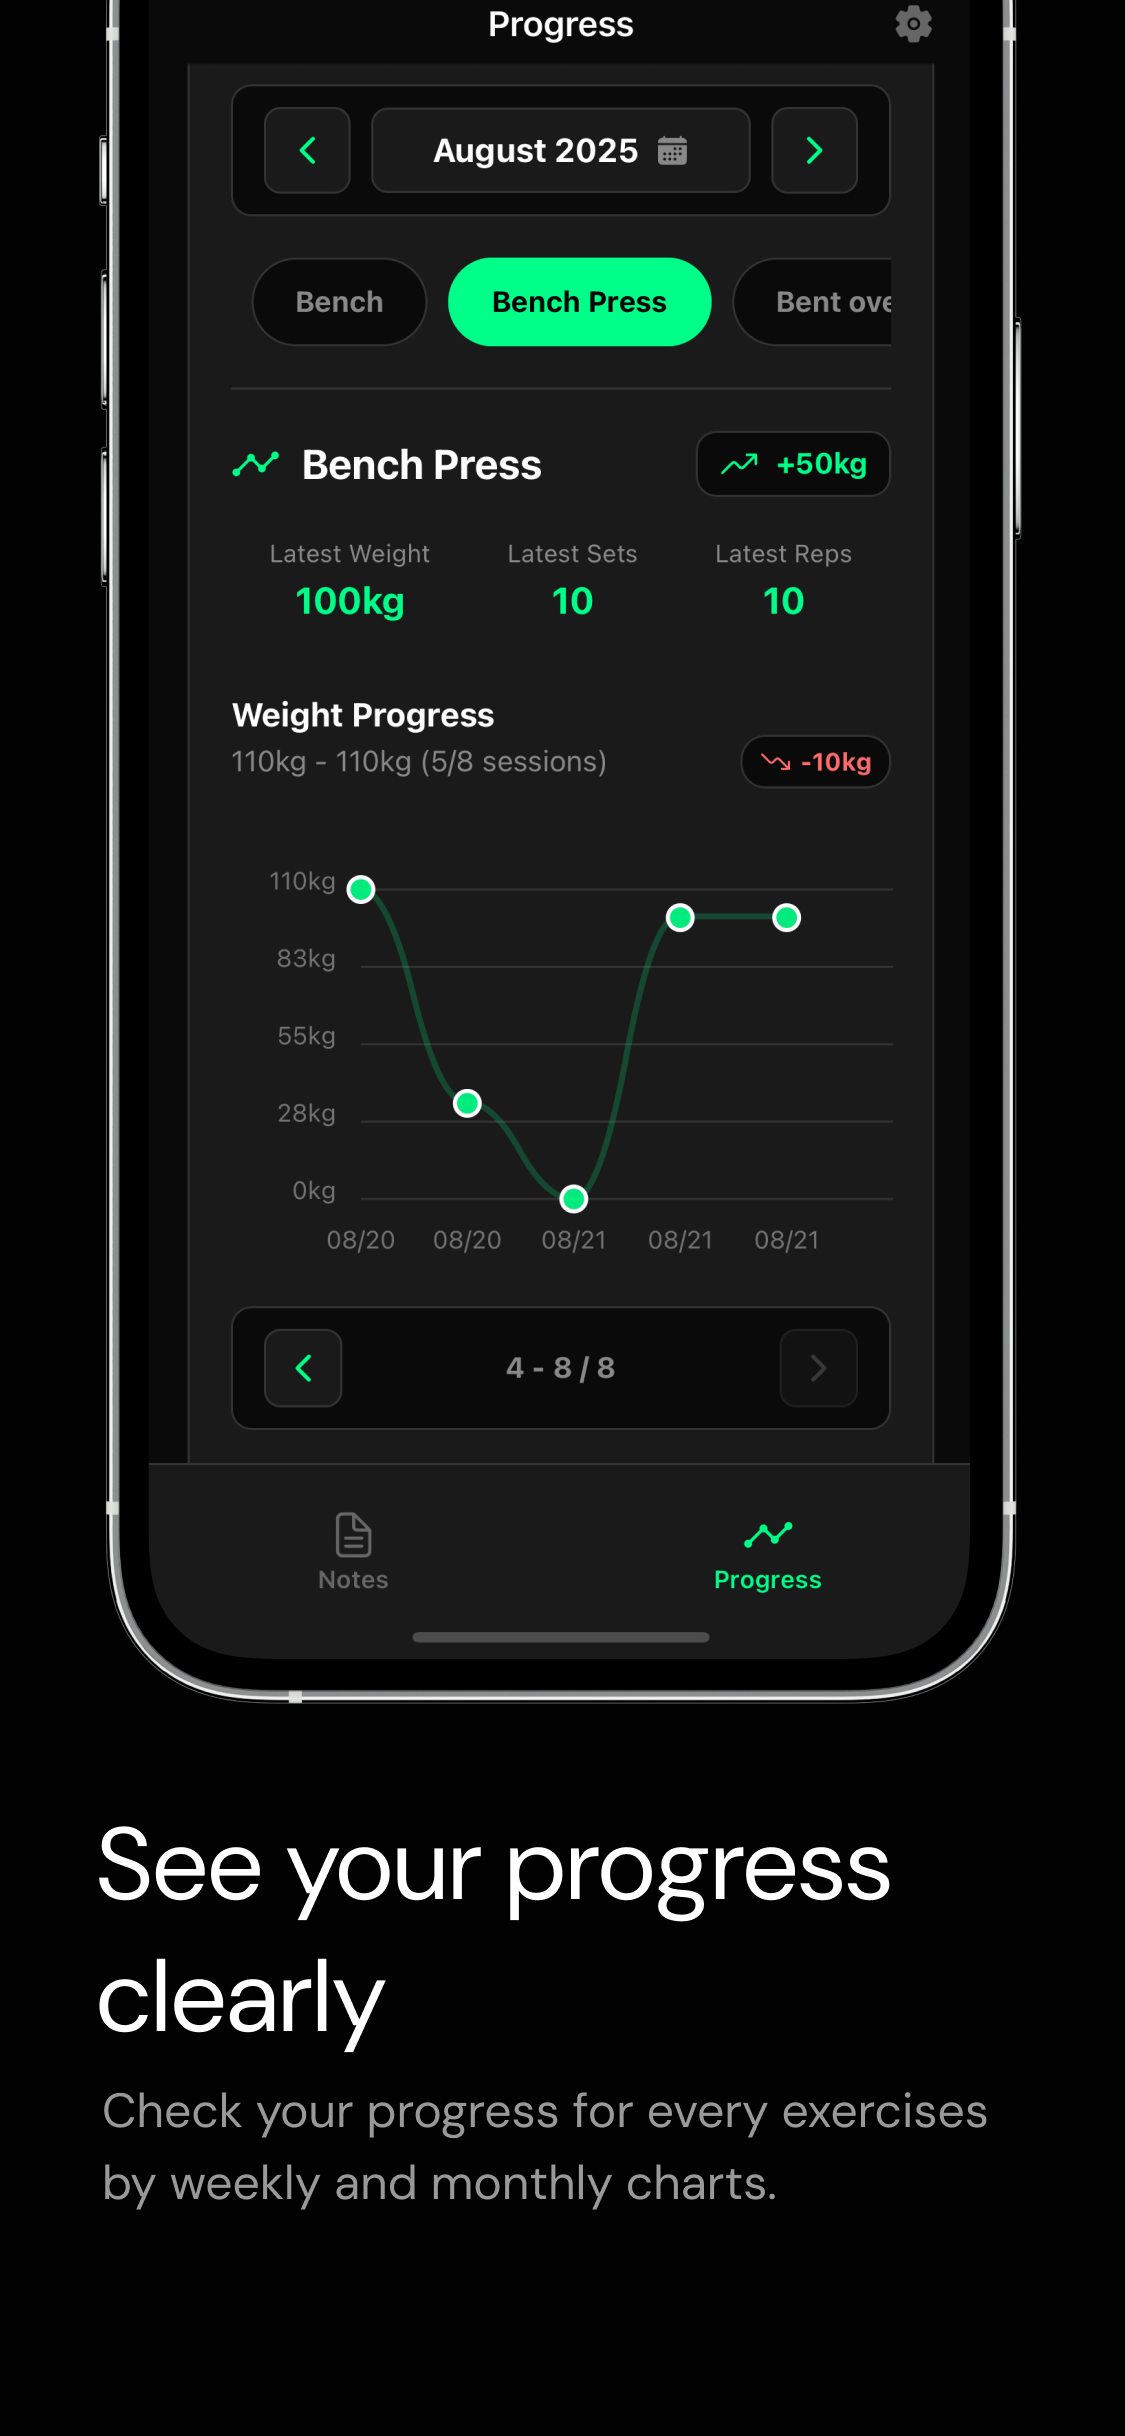 Progress
August 2025
Bench
Bench Press
Bent ove
Bench Press
+50kg
Latest Weight
Latest Sets
Latest Reps
100kg
10
10
Weight Progress
110kg - 110kg (5/8 sessions)
-10kg
110kg
83kg
55kg
28kg
0kg
08/20 08/20 08/21 08/21 08/21
4 - 8 / 8
Notes
Progress
See your progress
clearly
Check your progress for every exercises
by weekly and monthly charts.